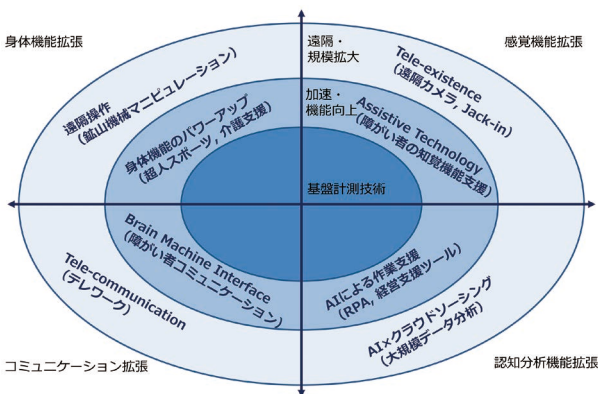 身体機能拡張
感覚機能拡張
遠隔・
規模拡大
遠隔操作
（鉱山機械マニピュレーション）
Tele-existence
（遠隔カメラ, Jack-in）
加速・
機能向上
身体機能のパワーアップ
（超人スポーツ, 介護支援）
Assistive Technology
（障がい者の知覚機能支援）
基盤計測技術
Brain Machine Interface
（障がい者コミュニケーション）
AIによる作業支援
（RPA, 経営支援ツール）
Tele-communication
（テレワーク）
AI×クラウドソーシング
（大規模データ分析）
コミュニケーション拡張
認知分析機能拡張